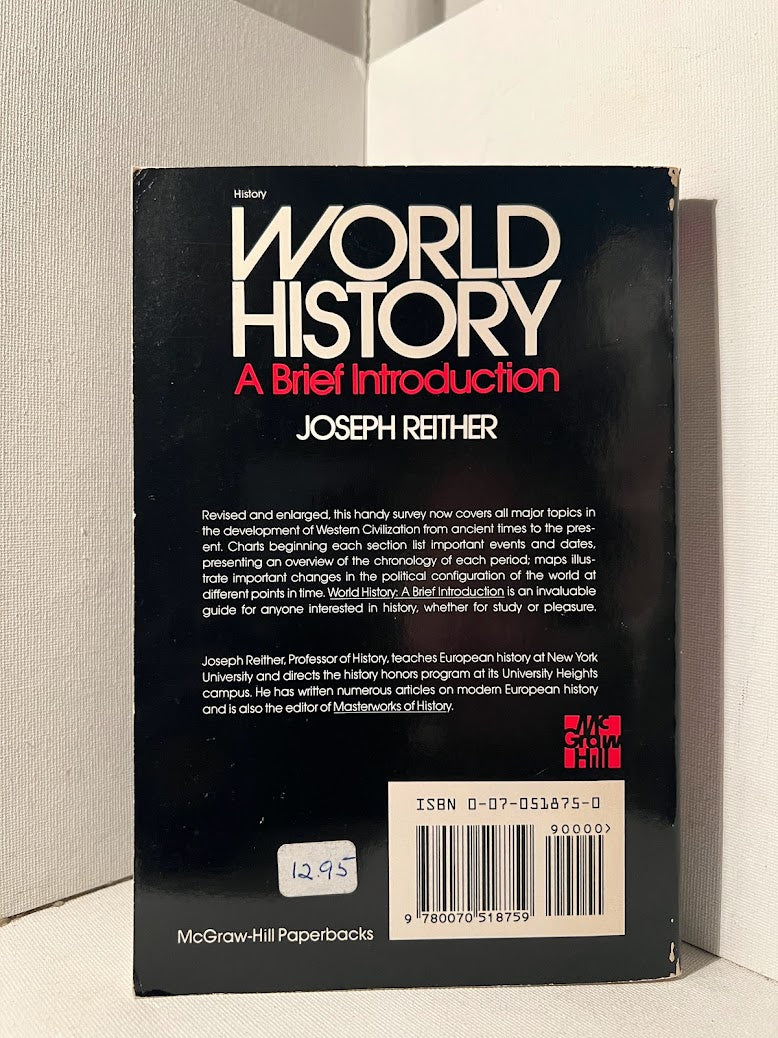 History
WORLD
HISTORY
A Brief Introduction
JOSEPH REITHER
Revised and enlarged, this handy survey now covers all major topics in
the development of Western Civilization from ancient times to the pres-
ent. Charts beginning each section list important events and dates,
presenting an overview of the chronology of each period; maps illus-
trate important changes in the political configuration of the world at
different points in time. World History: A Brief Introduction is an invaluable
guide for anyone interested in history, whether for study or pleasure.
Joseph Reither, Professor of History, teaches European history at New York
University and directs the history honors program at its University Heights
campus. He has written numerous articles on modern European history
and is also the editor of Masterworks of History.
Mc
Graw
Hill
ISBN 0-07-051875-0
90000>
12.95
9 780070 518759
McGraw-Hill Paperbacks